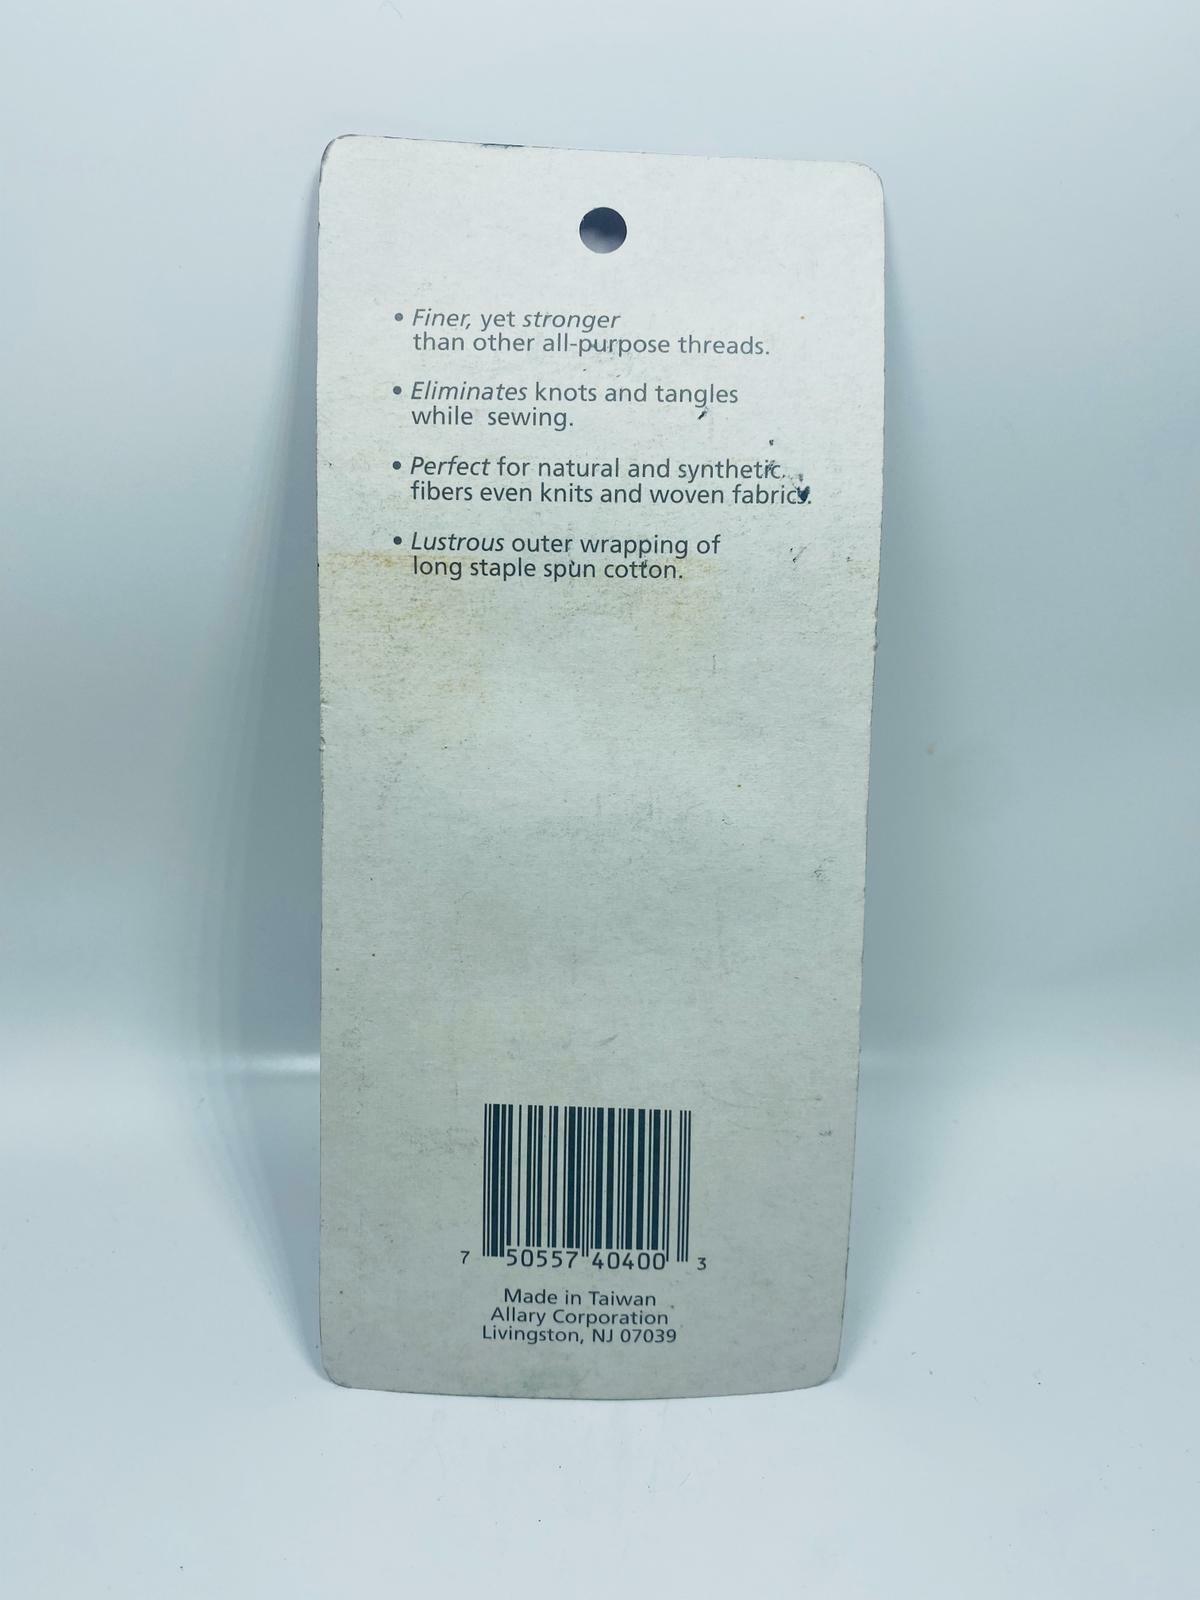 • Finer, yet stronger
than other all-purpose threads.
• Eliminates knots and tangles
while sewing.
• Perfect for natural and synthetic
fibers even knits and woven fabrics.
• Lustrous outer wrapping of
long staple spun cotton.
7 50557 40400 3
Made in Taiwan
Allary Corporation
Livingston, NJ 07039